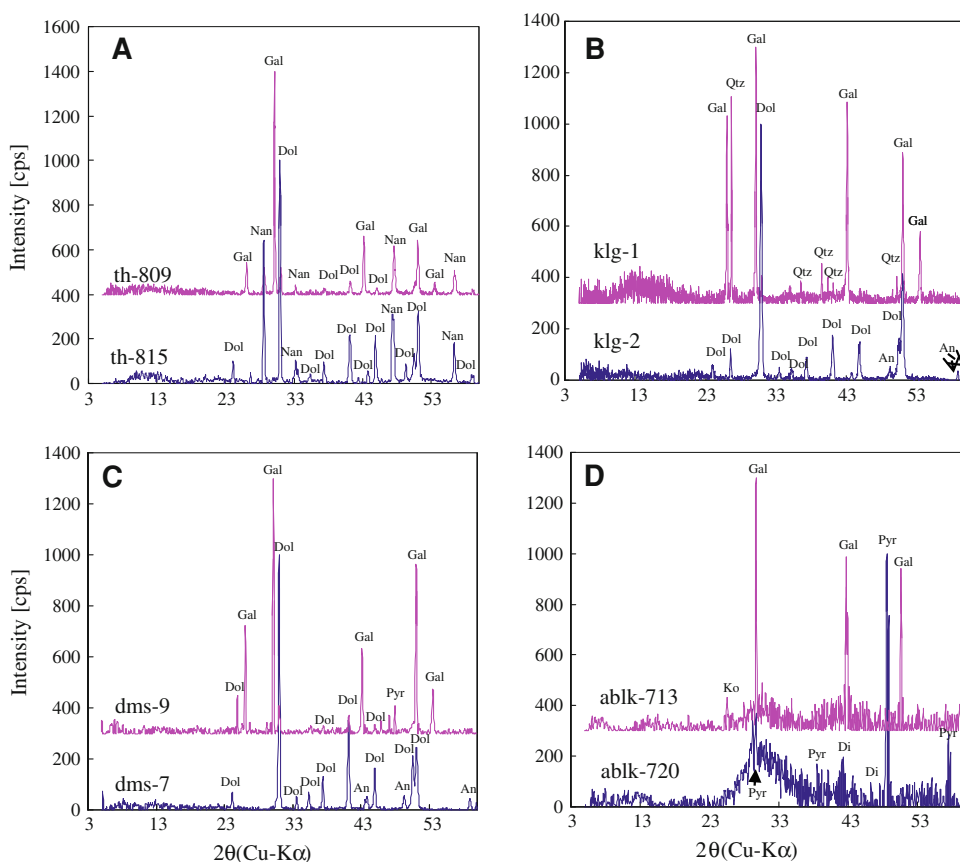 A
Intensity [cps]
1600
1400
1200
1000
800
600
400
200
0
Gal
Dol
Nan
Gal
Nan
Dol
Dol
Gal
Dol
Nan
Gal
Gal
Nan
th-809
Dol
Nan
Dol
Dol
Dol
Dol
Dol
Nan
Dol
Dol
Nan
Dol
th-815
3 13 23 33 43 53
B
1400
1200
1000
800
600
400
200
0
Gal
Qtz
Gal
Dol
Gal
Gal
Gal
Qtz
Qtz
Qtz
Qtz
klg-1
Dol
Dol
Dol
Dol
Dol
Dol
Dol
An
Dol
An
klg-2
3 13 23 33 43 53
C
Intensity [cps]
1400
1200
1000
800
600
400
200
0
Gal
Dol
Gal
Dol
Gal
Gal
Gal
Pyr
Dol
Dol
Dol
dms-9
Dol
Dol
Dol
Dol
An
Dol
Dol
An
Dol
An
dms-7
3 13 23 33 43 53
2θ(Cu-Kα)
D
1400
1200
1000
800
600
400
200
0
Gal
Gal
Pyr
Gal
Ko
ablk-713
Pyr
Pyr
Di
Di
Pyr
ablk-720
3 13 23 33 43 53
2θ(Cu-Kα)